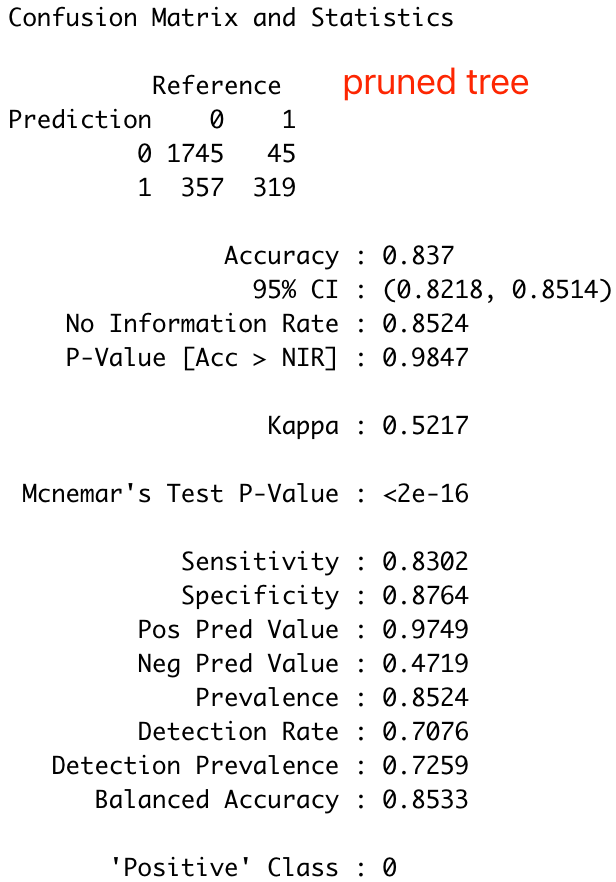 Confusion Matrix and Statistics
Reference pruned tree
Prediction 0 1
0 1745 45
1 357 319
Accuracy : 0.837
95% CI : (0.8218, 0.8514)
No Information Rate : 0.8524
P-Value [Acc > NIR] : 0.9847
Kappa : 0.5217
Mcnemar's Test P-Value : <2e-16
Sensitivity : 0.8302
Specificity : 0.8764
Pos Pred Value : 0.9749
Neg Pred Value : 0.4719
Prevalence : 0.8524
Detection Rate : 0.7076
Detection Prevalence : 0.7259
Balanced Accuracy : 0.8533
'Positive' Class : 0